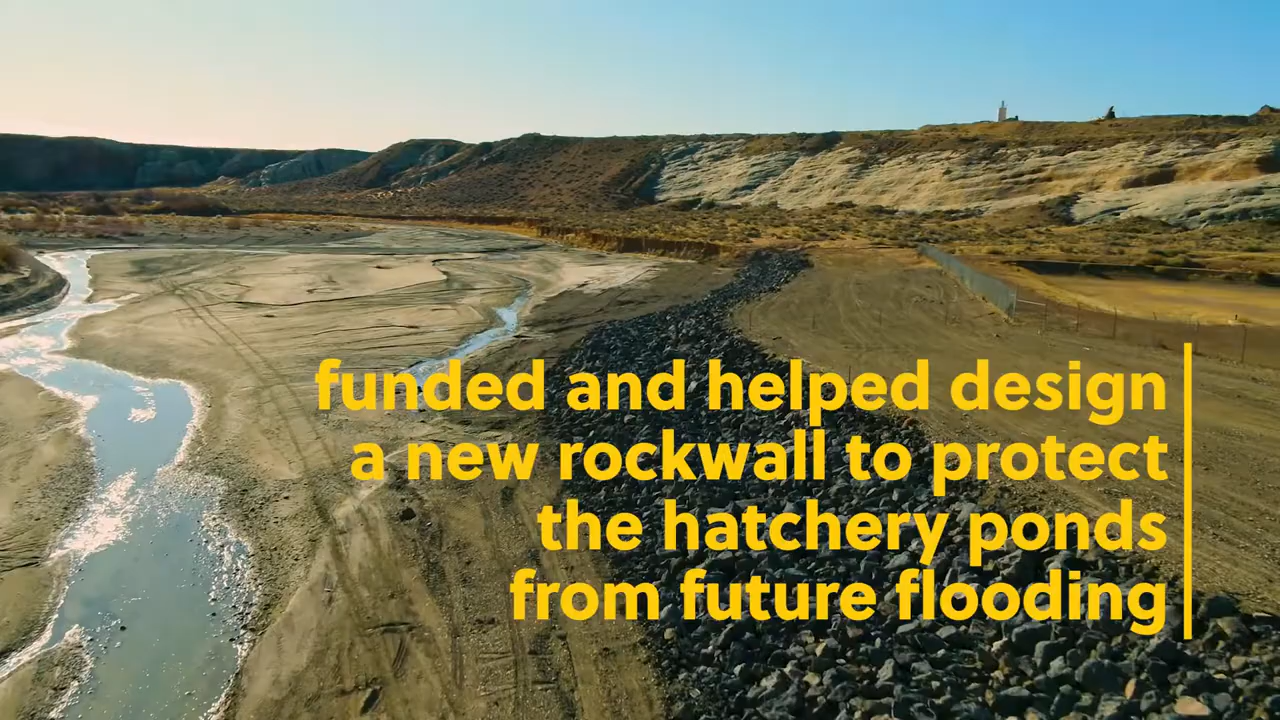 funded and helped design
a new rockwall to protect
the hatchery ponds
from future flooding